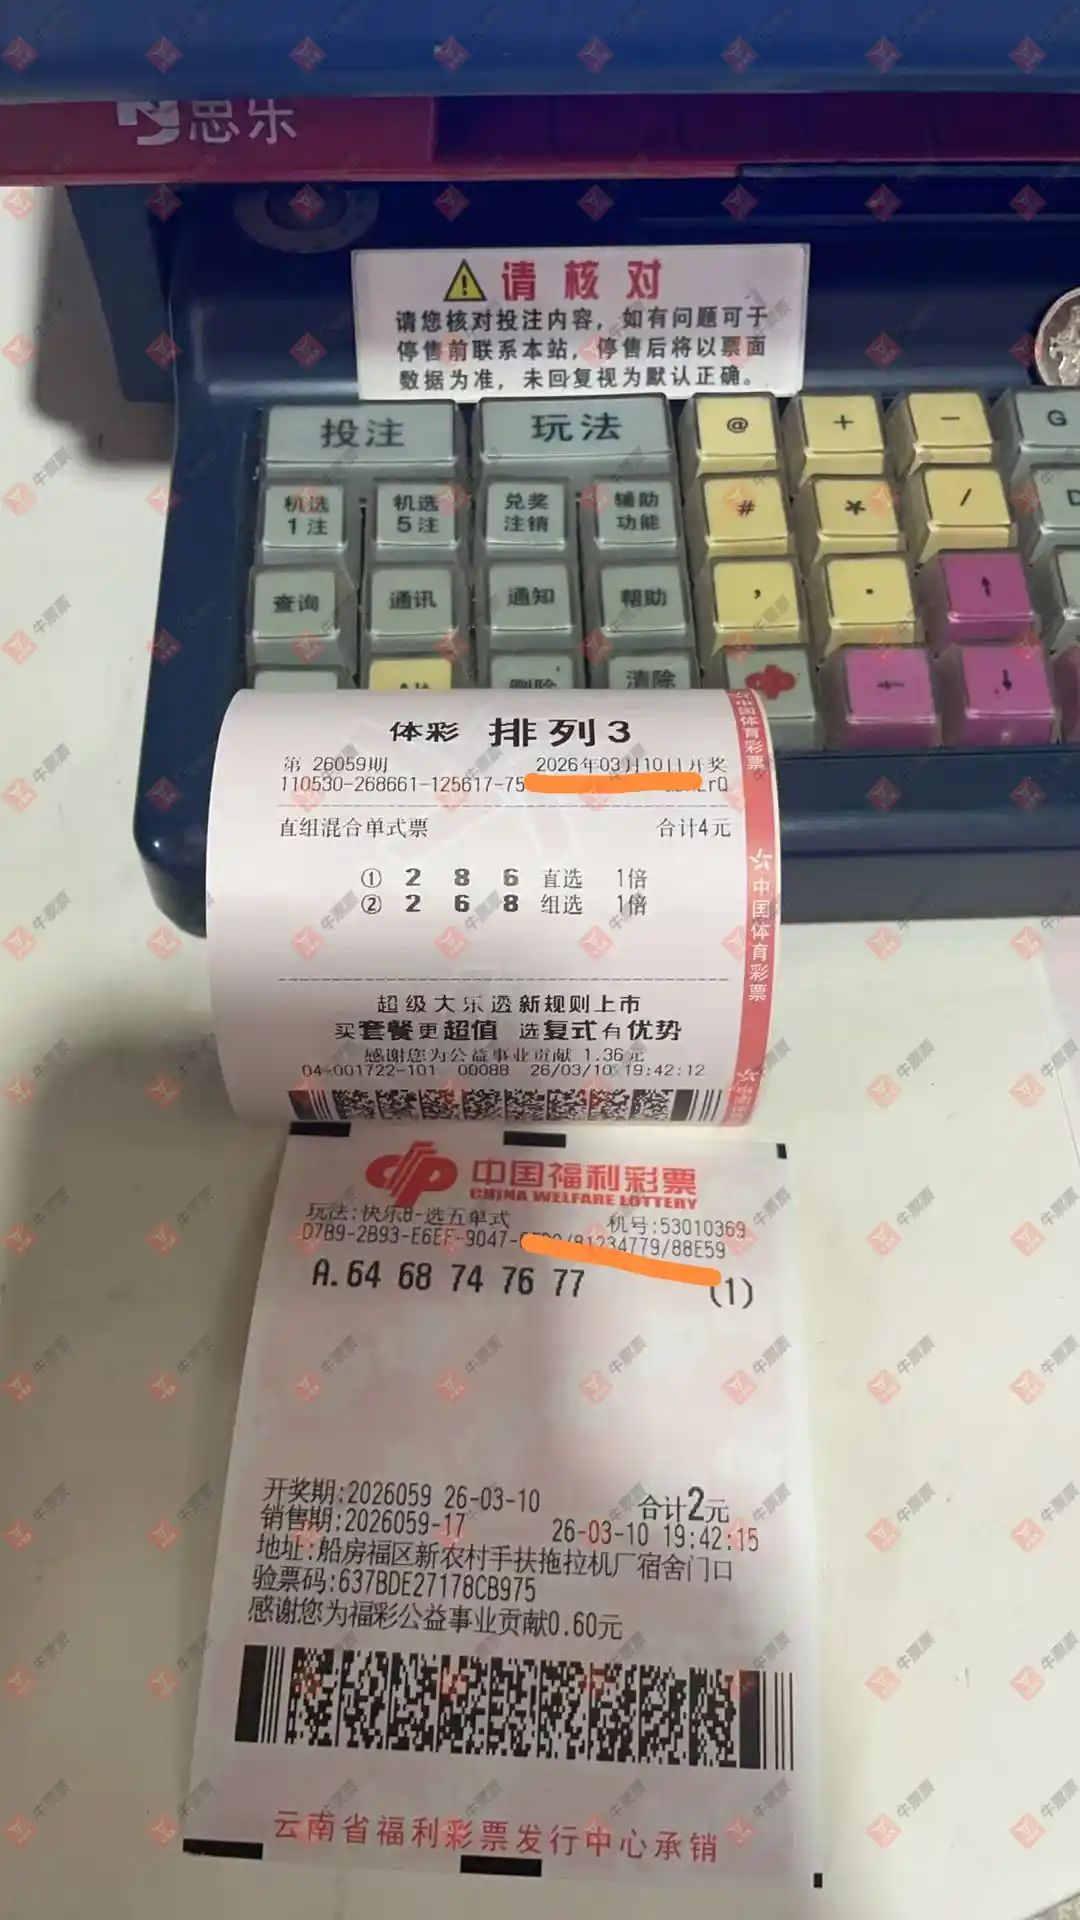 思乐
请核对
请您核对投注内容，如有问题可于
停售前联系本站，停售后将以票面
数据为准，未回复视为默认正确。
投注 玩法 @ + - G
机选1注 机选5注 兑奖注销 辅助功能 # * / D
查询 通讯 通知 帮助 , . ↑
删除 清除 ← ↓
体彩 排列3
第 26059期 2026年03月10日开奖
110530-268661-125617-75 rQ
直组混合单式票 合计4元
① 2 8 6 直选 1倍
② 2 6 8 组选 1倍
超级大乐透新规则上市
买套餐更超值 选复式有优势
感谢您为公益事业贡献 1.36元
04-001722-101 00088 26/03/10 19:42:12
中国体育彩票
中国体育彩票
中国福利彩票
CHINA WELFARE LOTTERY
玩法:快乐8-选五单式 机号:53010369
D7B9-2B93-E6EF-9047- /81234779/88E59
A.64 68 74 76 77 (1)
开奖期:2026059 26-03-10 合计2元
销售期:2026059-17 26-03-10 19:42:15
地址:船房福区新农村手扶拖拉机厂宿舍门口
验票码:637BDE27178CB975
感谢您为福彩公益事业贡献0.60元
云南省福利彩票发行中心承销
牛票票